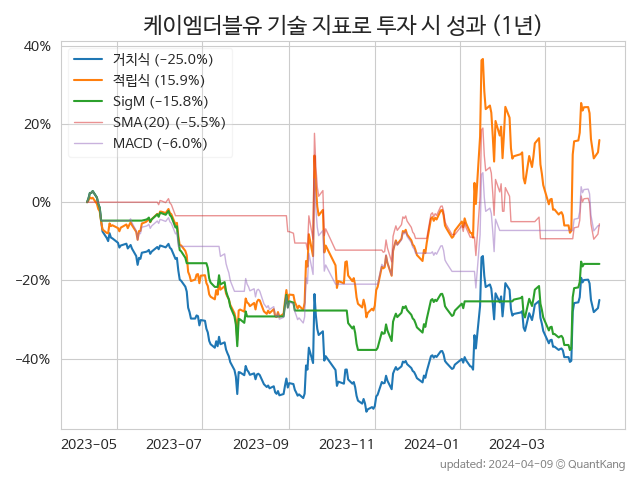 케이엠더블유 기술 지표로 투자 시 성과 (1년)
40%
20%
0%
−20%
−40%
거치식 (−25.0%)
적립식 (15.9%)
SigM (−15.8%)
SMA(20) (−5.5%)
MACD (−6.0%)
2023-05 2023-07 2023-09 2023-11 2024-01 2024-03
updated: 2024-04-09 © QuantKang